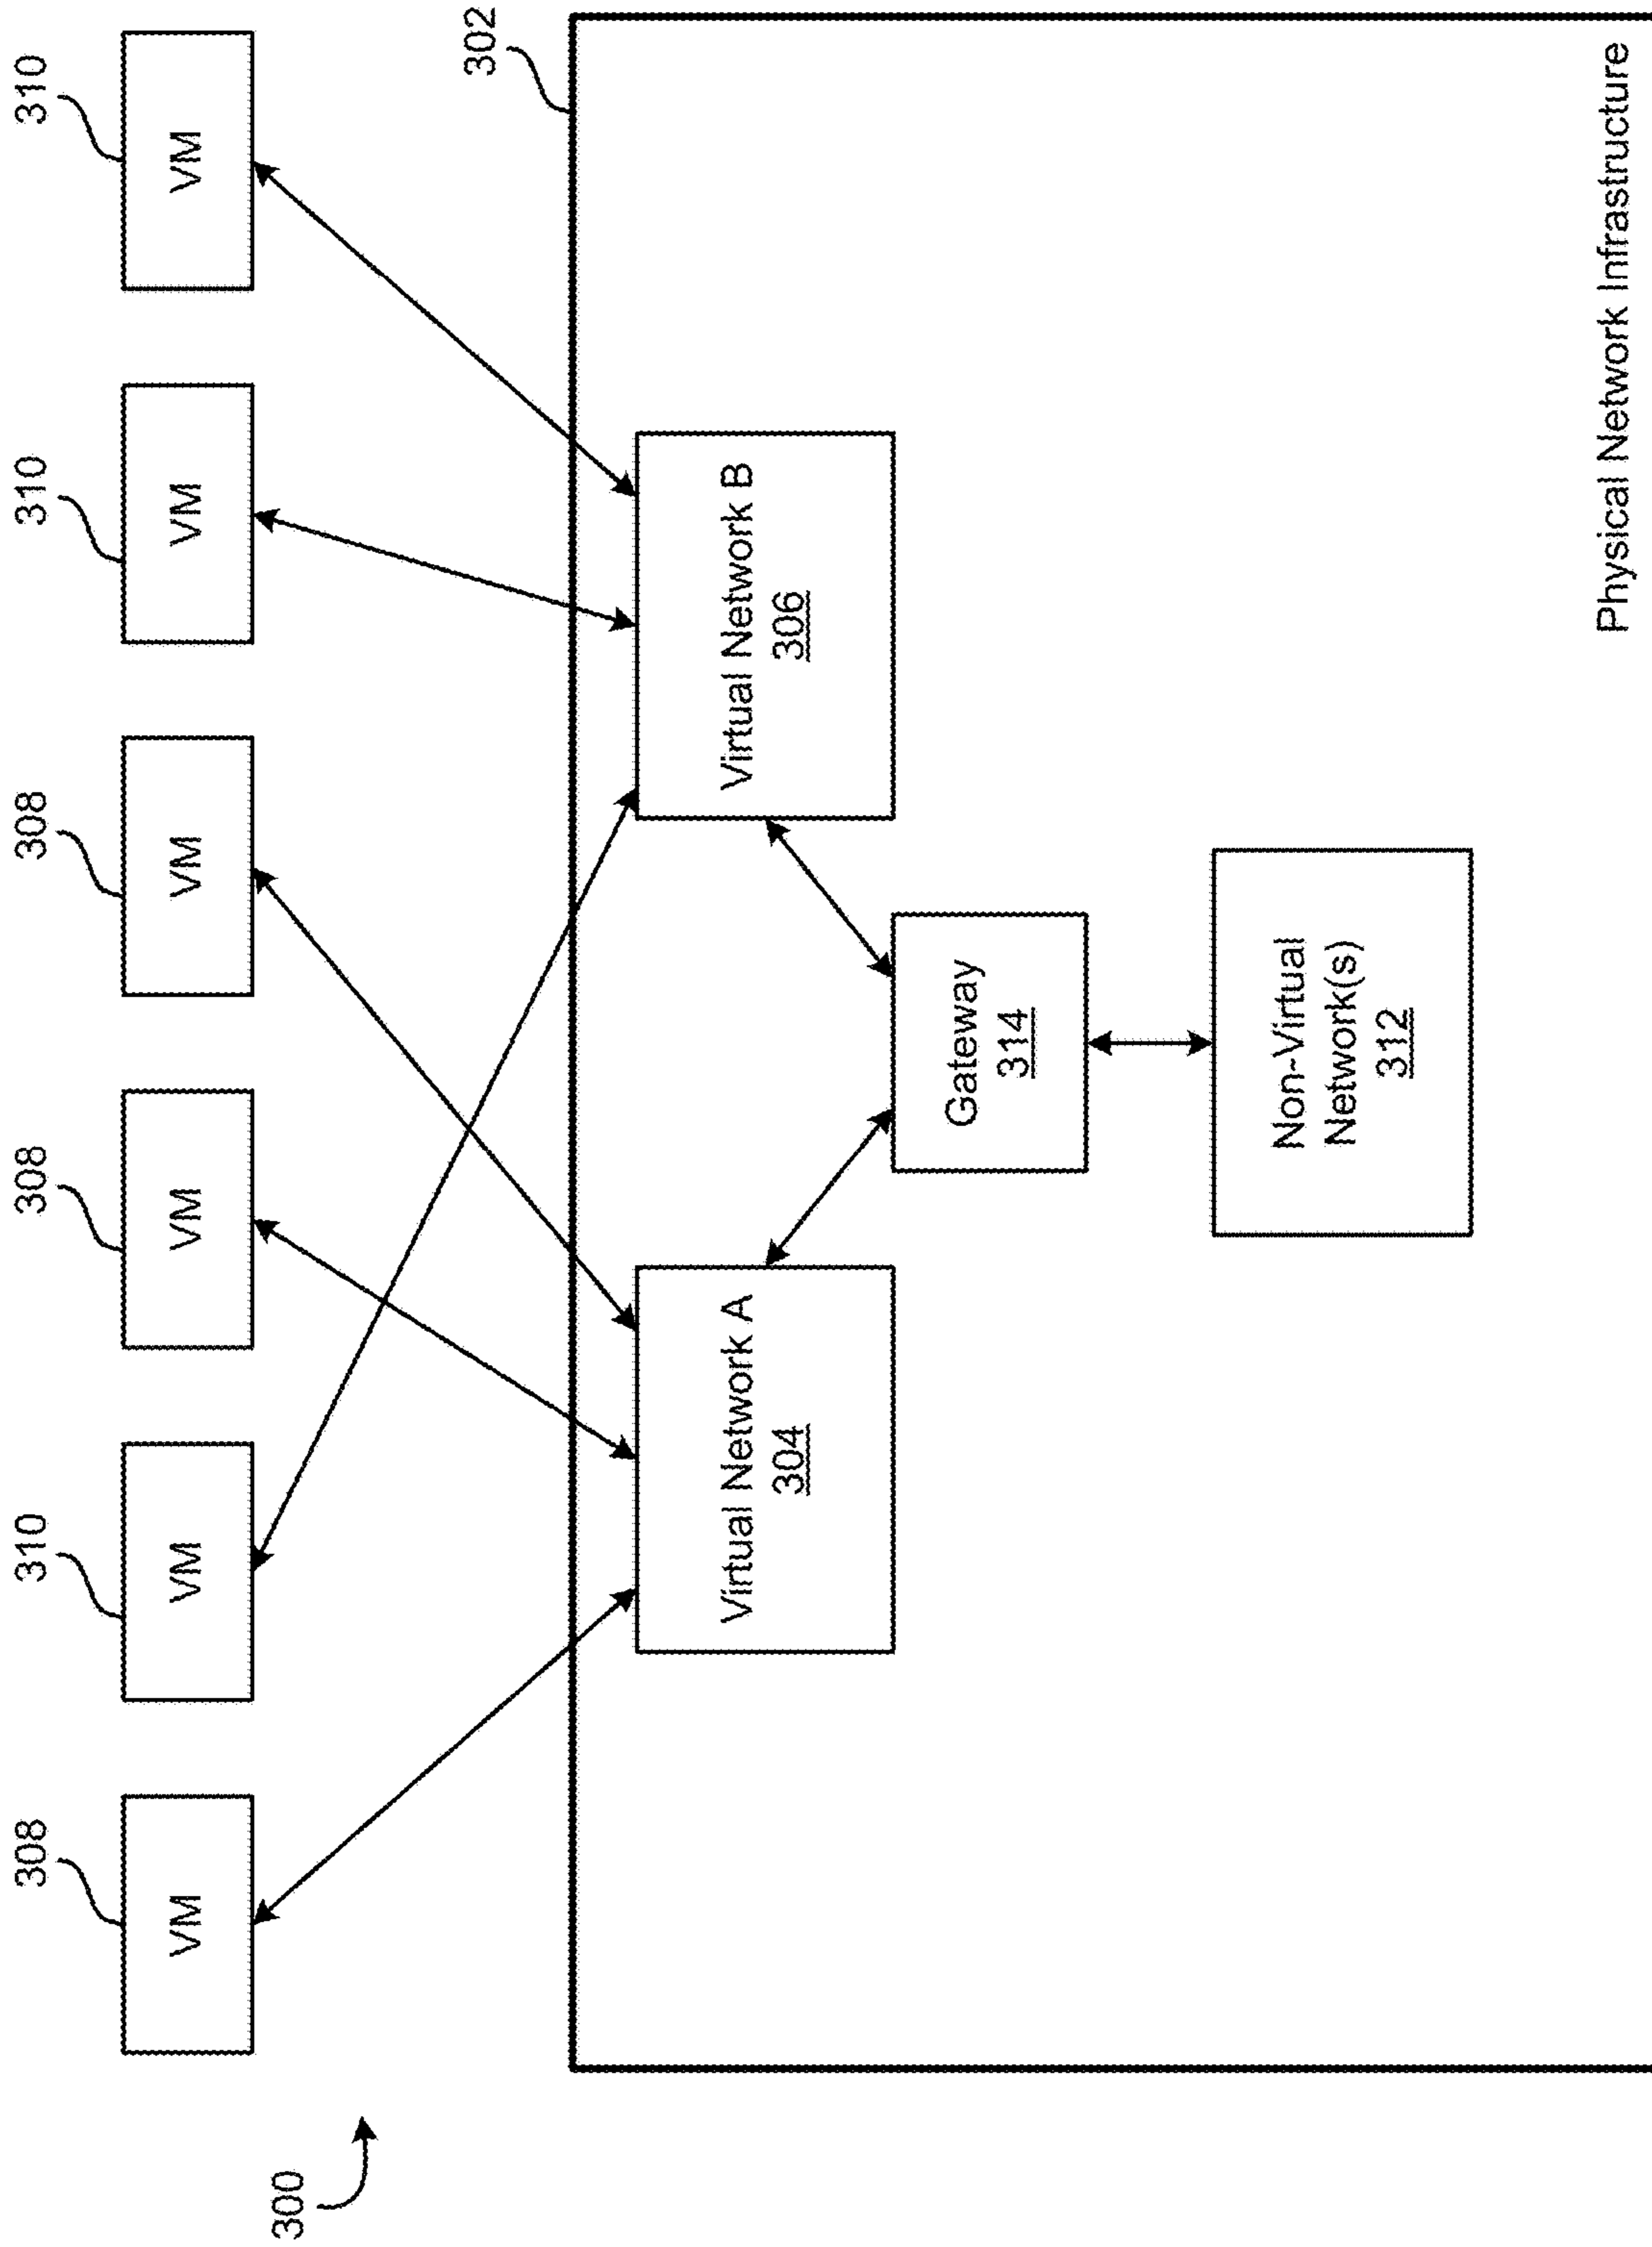 308
310
308
308
310
310
VM
VM
VM
VM
VM
VM
300
302
Virtual Network A
304
Virtual Network B
306
Gateway
314
Non-Virtual
Network(s)
312
Physical Network Infrastructure